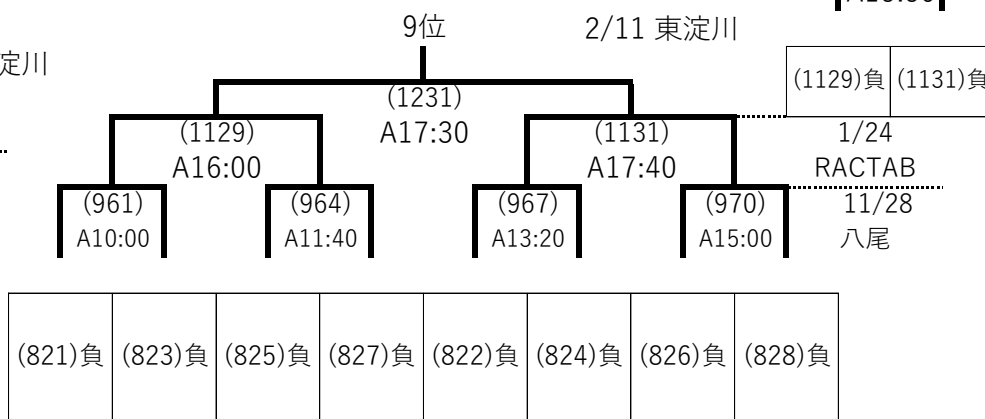 9位
2/11 東淀川
淀川
(1129)負
(1131)負
(1231)
A17:30
(1129)
A16:00
(1131)
A17:40
1/24
RACTAB
(961)
A10:00
(964)
A11:40
(967)
A13:20
(970)
A15:00
11/28
八尾
(821)負
(823)負
(825)負
(827)負
(822)負
(824)負
(826)負
(828)負